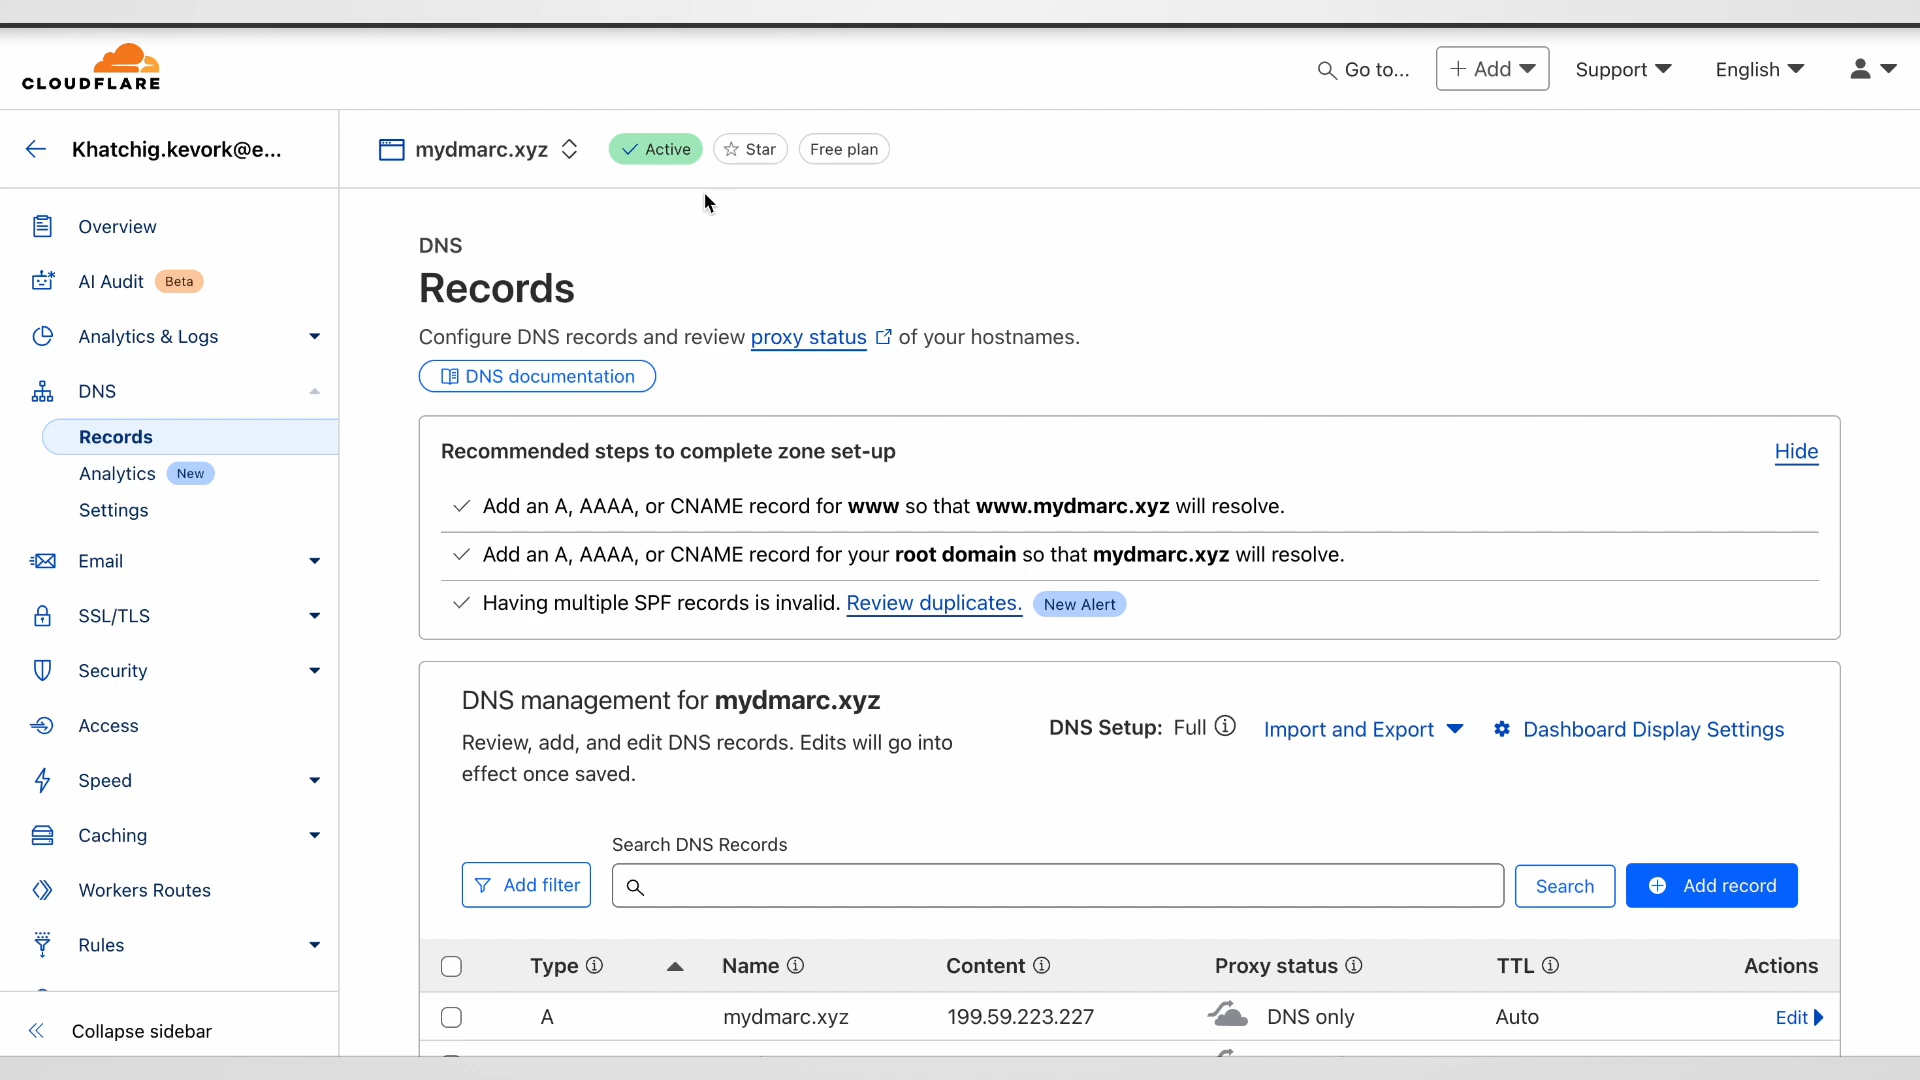 CLOUDFLARE
Go to...
Add
Support
English
Khatchig.kevork@e...
mydmarc.xyz
Active
Star
Free plan
Overview
AI Audit Beta
Analytics & Logs
DNS
Records
Analytics New
Settings
Email
SSL/TLS
Security
Access
Speed
Caching
Workers Routes
Rules
Collapse sidebar
DNS
Records
Configure DNS records and review proxy status of your hostnames.
DNS documentation
Recommended steps to complete zone set-up
Hide
Add an A, AAAA, or CNAME record for www so that www.mydmarc.xyz will resolve.
Add an A, AAAA, or CNAME record for your root domain so that mydmarc.xyz will resolve.
Having multiple SPF records is invalid. Review duplicates. New Alert
DNS management for mydmarc.xyz
Review, add, and edit DNS records. Edits will go into
effect once saved.
DNS Setup: Full
Import and Export
Dashboard Display Settings
Search DNS Records
Add filter
Search
Add record
Type Name Content Proxy status TTL Actions
A mydmarc.xyz 199.59.223.227 DNS only Auto Edit